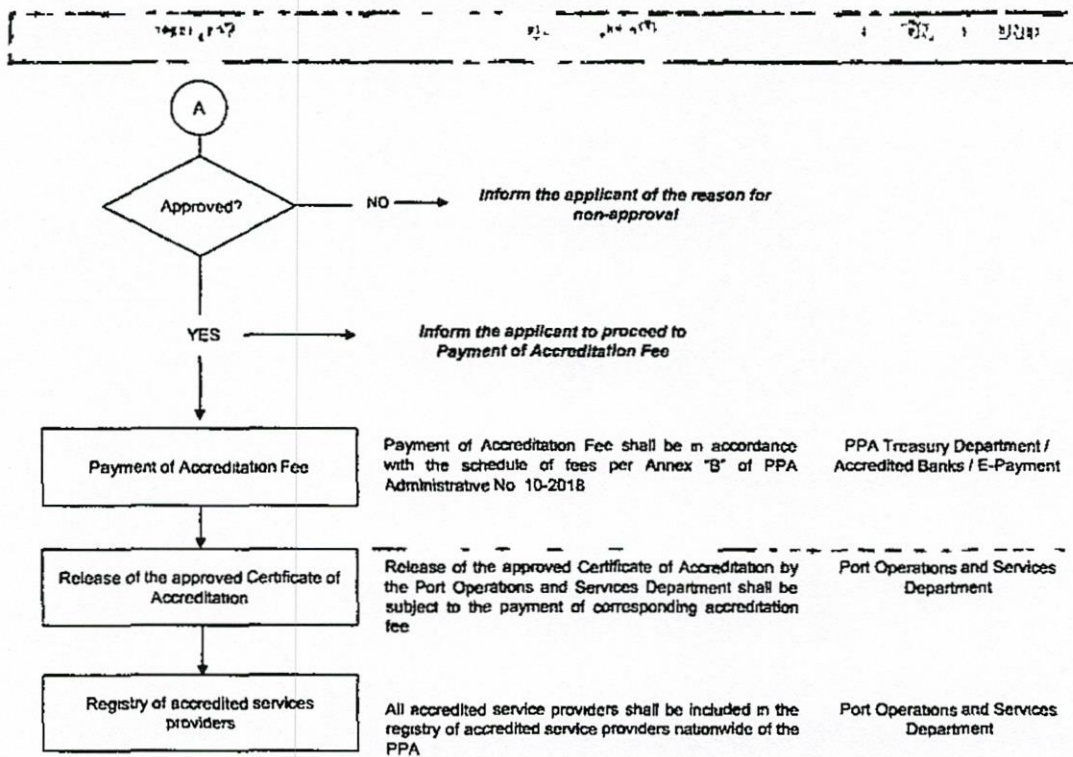 A
Approved?
NO
Inform the applicant of the reason for
non-approval
YES
Inform the applicant to proceed to
Payment of Accreditation Fee
Payment of Accreditation Fee
Payment of Accreditation Fee shall be in accordance
with the schedule of fees per Annex "B" of PPA
Administrative No 10-2018
PPA Treasury Department /
Accredited Banks / E-Payment
Release of the approved Certificate of
Accreditation
Release of the approved Certificate of Accreditation by
the Port Operations and Services Department shall be
subject to the payment of corresponding accreditation
fee
Port Operations and Services
Department
Registry of accredited services
providers
All accredited service providers shall be included in the
registry of accredited service providers nationwide of the
PPA
Port Operations and Services
Department